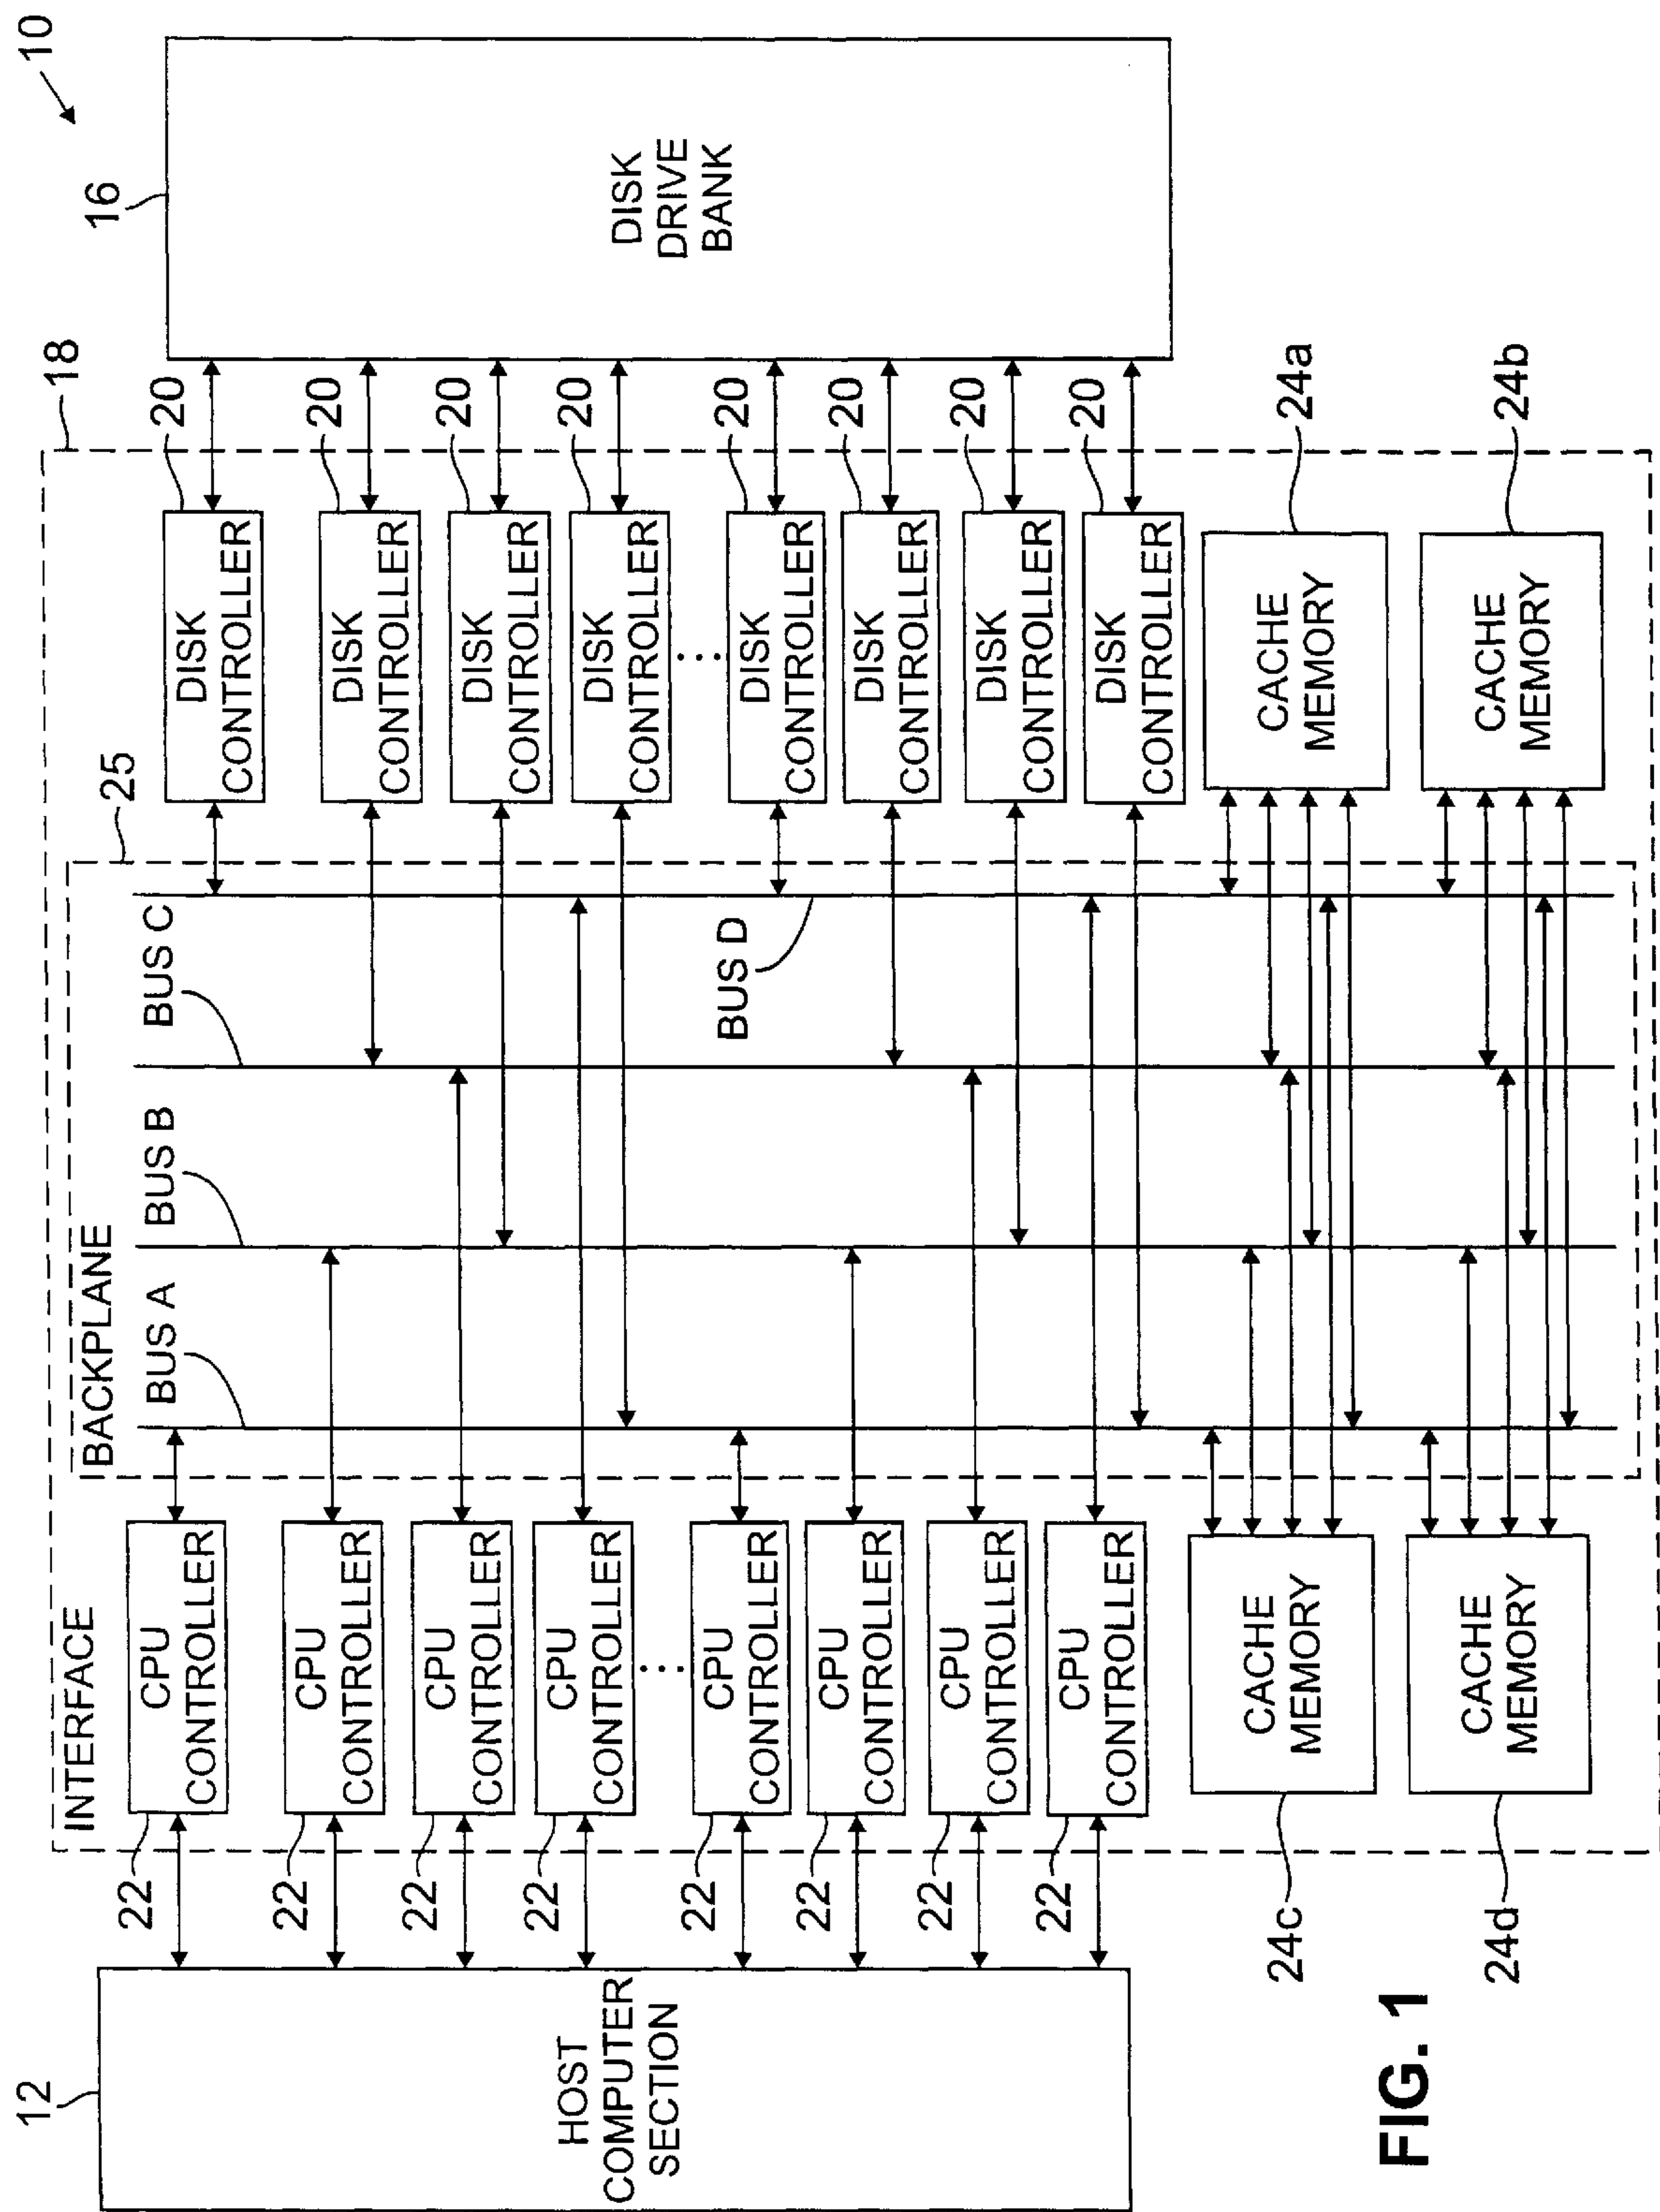 10
18
INTERFACE
25
BACKPLANE
BUS A
BUS B
BUS C
BUS D
12
HOST
COMPUTER
SECTION
16
DISK
DRIVE
BANK
22
CPU
CONTROLLER
22
CPU
CONTROLLER
22
CPU
CONTROLLER
22
CPU
CONTROLLER
...
22
CPU
CONTROLLER
22
CPU
CONTROLLER
22
CPU
CONTROLLER
22
CPU
CONTROLLER
20
DISK
CONTROLLER
20
DISK
CONTROLLER
20
DISK
CONTROLLER
20
DISK
CONTROLLER
...
20
DISK
CONTROLLER
20
DISK
CONTROLLER
20
DISK
CONTROLLER
20
DISK
CONTROLLER
24c
CACHE
MEMORY
24a
CACHE
MEMORY
24d
CACHE
MEMORY
24b
CACHE
MEMORY
FIG. 1